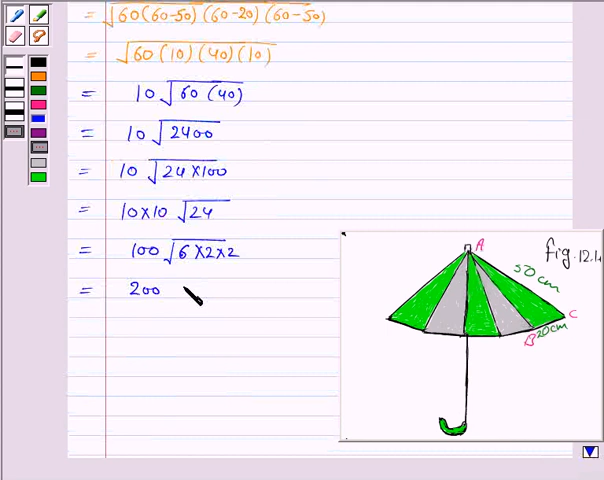 = √60(60-50) (60-20) (60-50)
= √60 (10) (40) (10)
= 10 √60 (40)
= 10 √2400
= 10 √24 × 100
= 10×10 √24
= 100 √6 × 2 × 2
= 200
A
fig. 12.14
50 cm
C
B
20cm